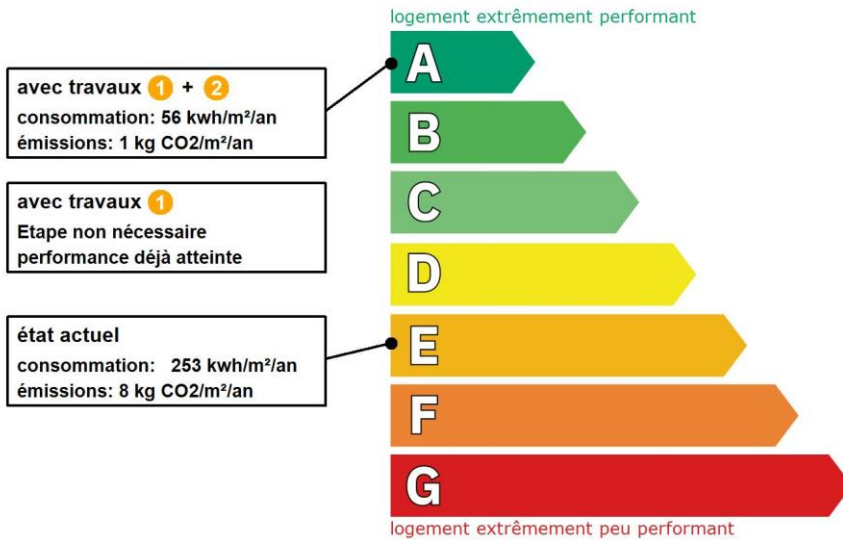 logement extrêmement performant
A
avec travaux 1 + 2
consommation: 56 kwh/m²/an
émissions: 1 kg CO2/m²/an
B
avec travaux 1
Etape non nécessaire
performance déjà atteinte
C
D
état actuel
consommation: 253 kwh/m²/an
émissions: 8 kg CO2/m²/an
E
F
G
logement extrêmement peu performant